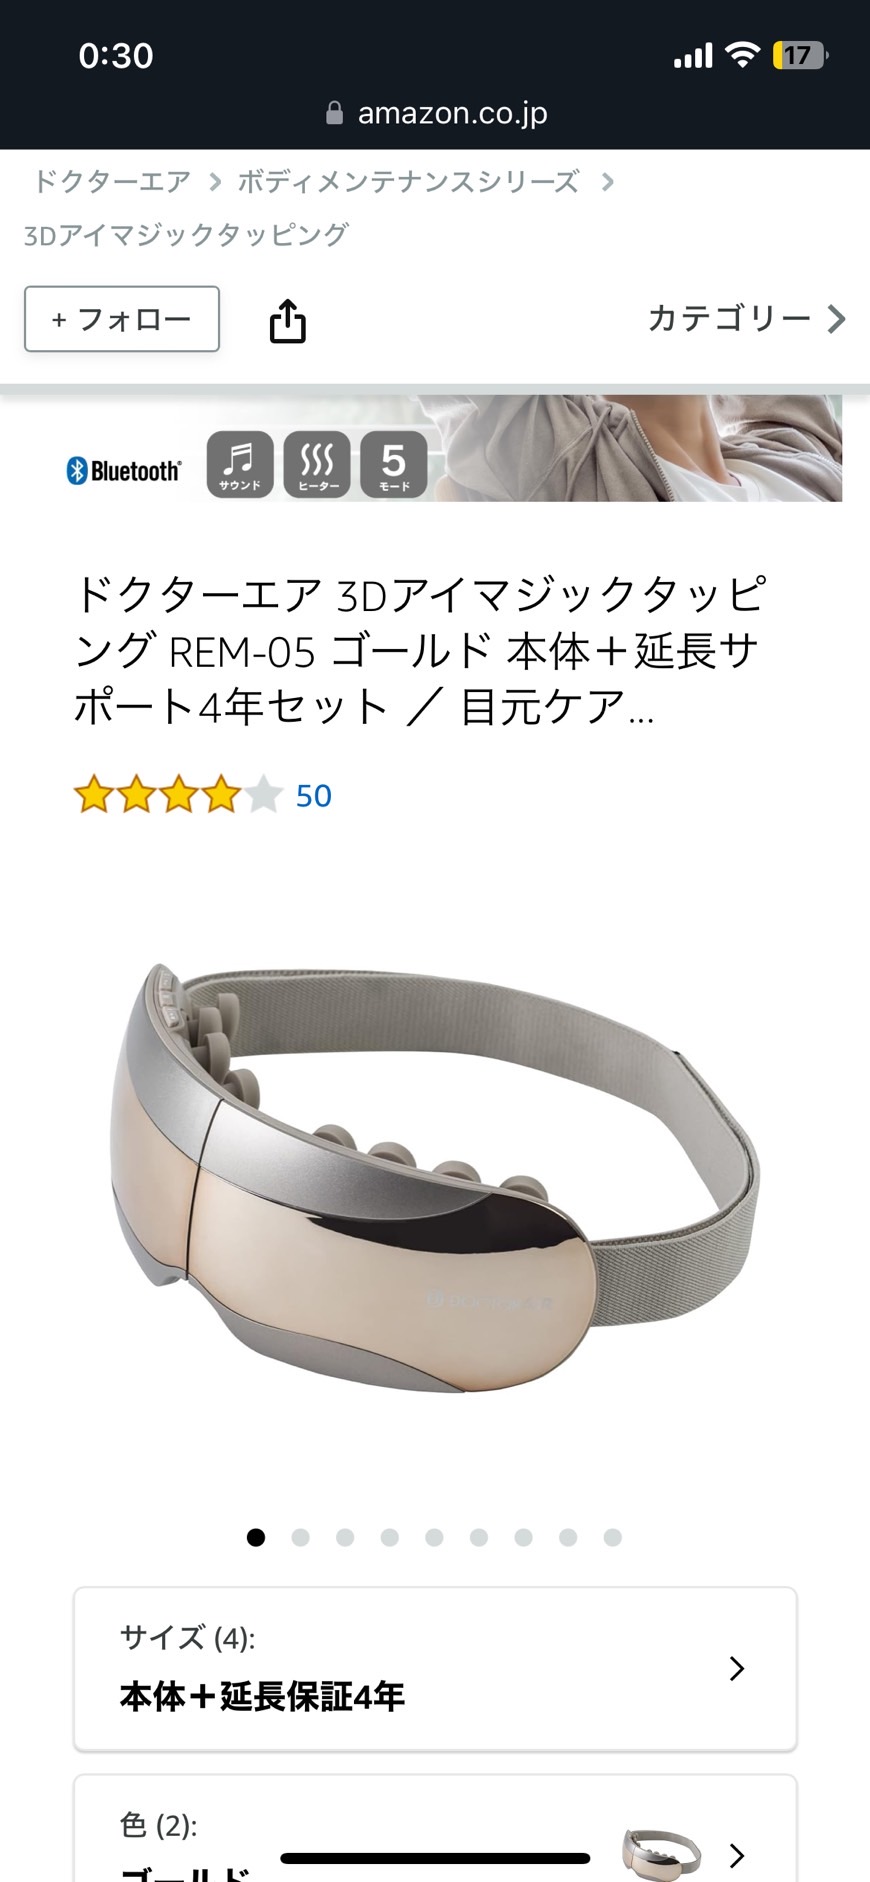 0:30
17
amazon.co.jp
ドクターエア > ボディメンテナンスシリーズ >
3Dアイマジックタッピング
+ フォロー
カテゴリー >
Bluetooth®
サウンド
ヒーター
5
モード
ドクターエア 3Dアイマジックタッピ
ング REM-05 ゴールド 本体＋延長サ
ポート4年セット ／ 目元ケア...
50
サイズ (4):
本体＋延長保証4年
色 (2):
ゴールド